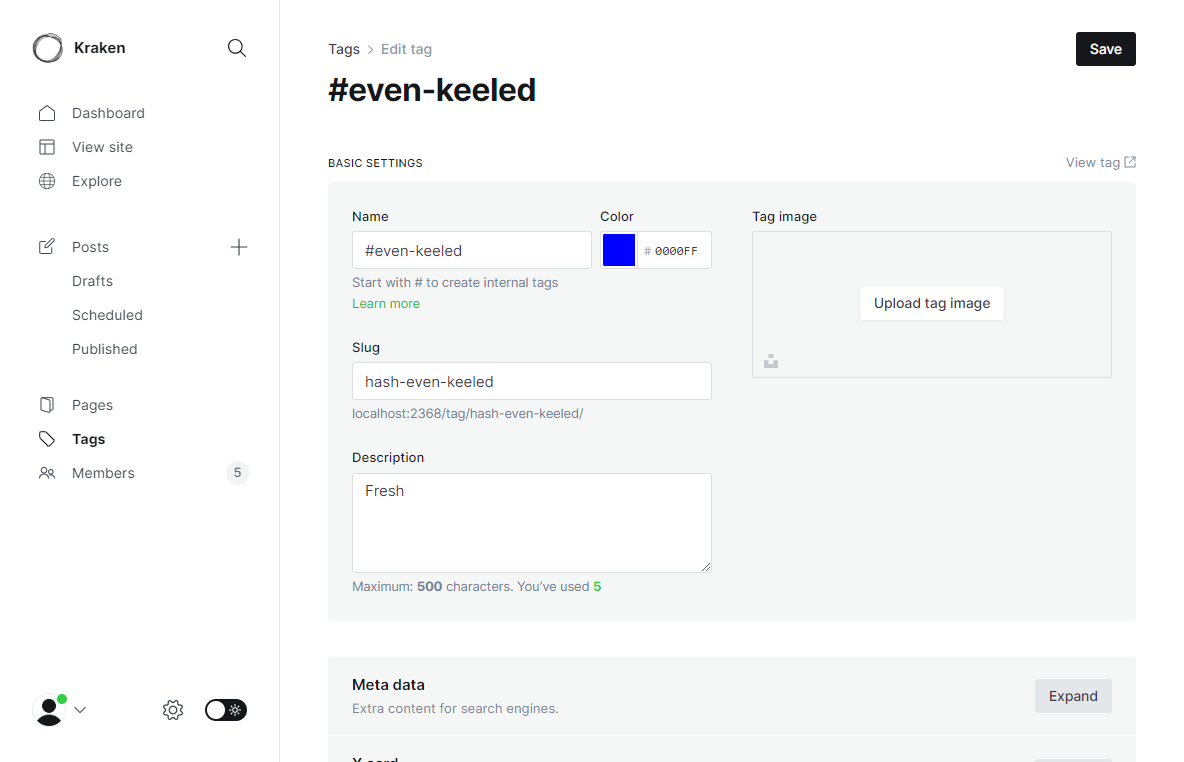 Kraken
Dashboard
View site
Explore
Posts
Drafts
Scheduled
Published
Pages
Tags
Members 5
Tags > Edit tag
Save
#even-keeled
BASIC SETTINGS
View tag
Name
Color
Tag image
#even-keeled
# 0000FF
Start with # to create internal tags
Learn more
Upload tag image
Slug
hash-even-keeled
localhost:2368/tag/hash-even-keeled/
Description
Fresh
Maximum: 500 characters. You’ve used 5
Meta data
Extra content for search engines.
Expand
X card